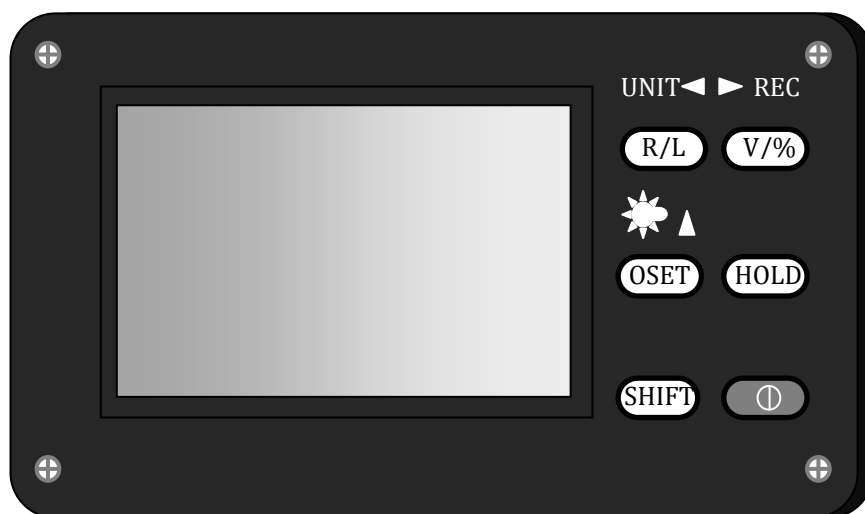 UNIT◄ ► REC
R/L V/%
OSET HOLD
SHIFT